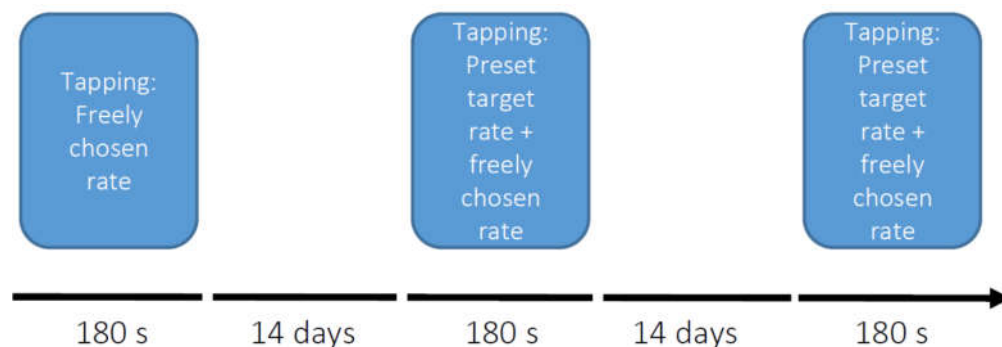 Tapping:
Freely
chosen
rate
Tapping:
Preset
target
rate +
freely
chosen
rate
Tapping:
Preset
target
rate +
freely
chosen
rate
180 s
14 days
180 s
14 days
180 s